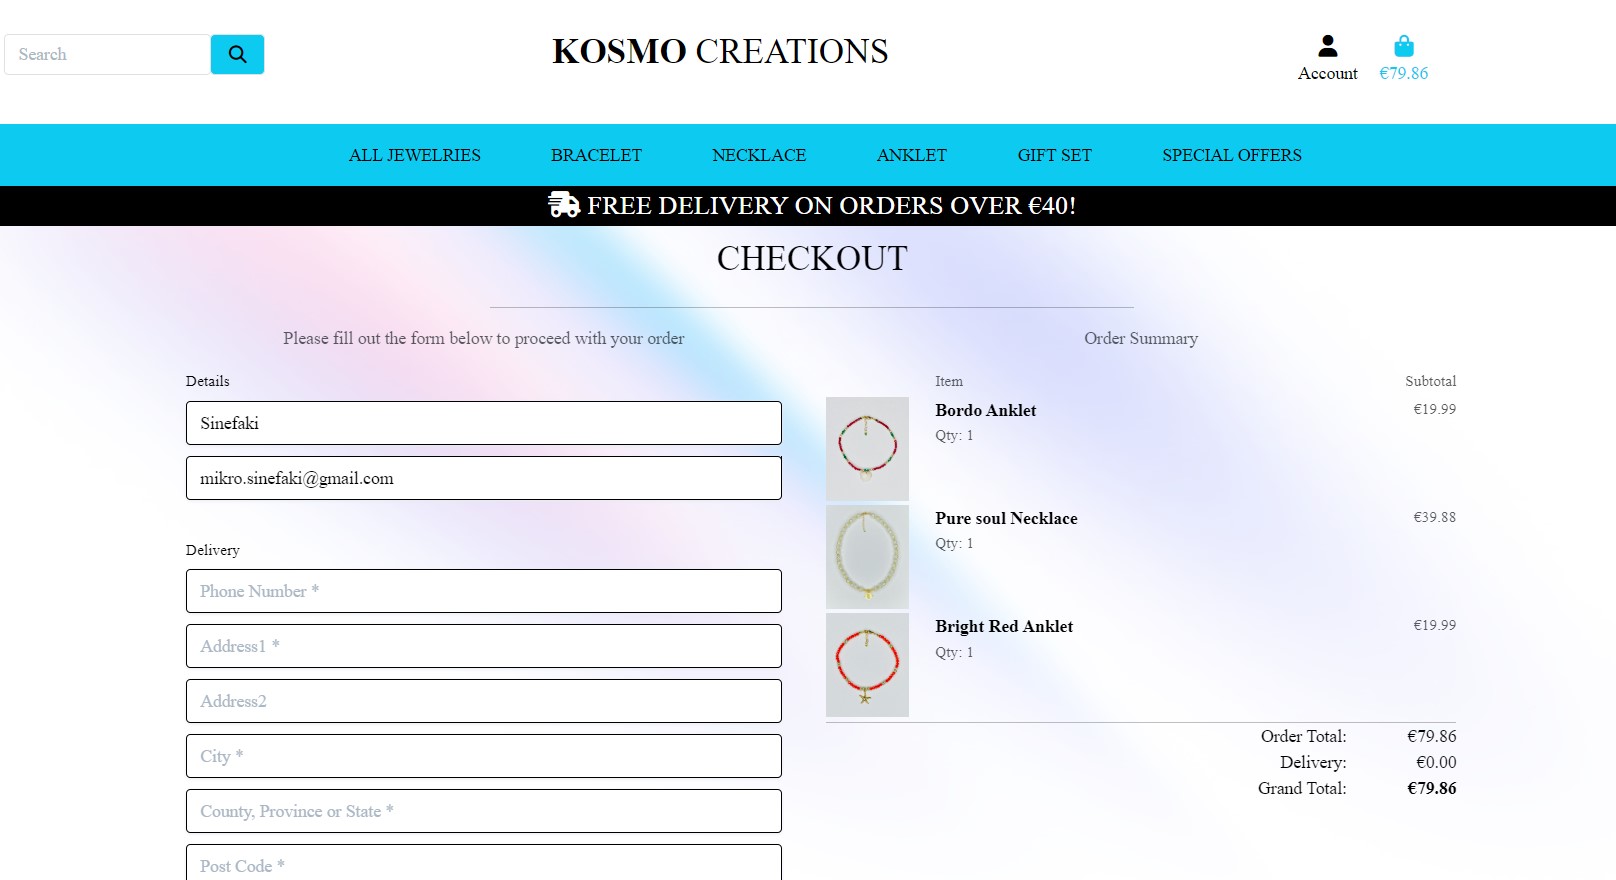 Search
KOSMO CREATIONS
Account
€79.86
ALL JEWELRIES
BRACELET
NECKLACE
ANKLET
GIFT SET
SPECIAL OFFERS
FREE DELIVERY ON ORDERS OVER €40!
CHECKOUT
Please fill out the form below to proceed with your order
Details
Sinefaki
mikro.sinefaki@gmail.com
Delivery
Phone Number *
Address1 *
Address2
City *
County, Province or State *
Post Code *
Order Summary
Item Subtotal
Bordo Anklet €19.99
Qty: 1
Pure soul Necklace €39.88
Qty: 1
Bright Red Anklet €19.99
Qty: 1
Order Total: €79.86
Delivery: €0.00
Grand Total: €79.86